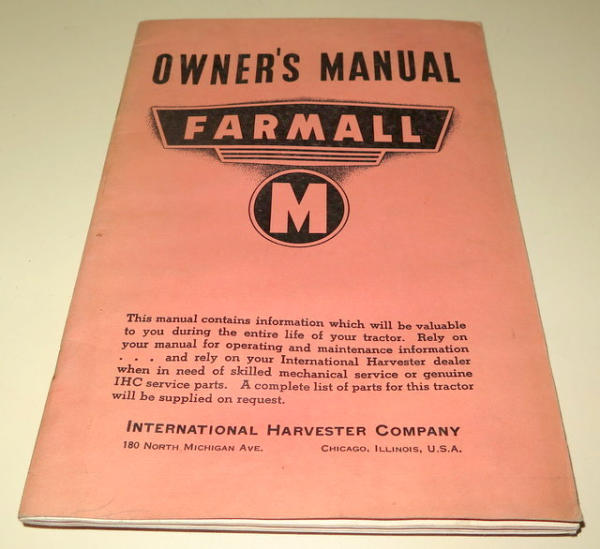 OWNER'S MANUAL
FARMALL
M
This manual contains information which will be valuable
to you during the entire life of your tractor. Rely on
your manual for operating and maintenance information
. . . and rely on your International Harvester dealer
when in need of skilled mechanical service or genuine
IHC service parts. A complete list of parts for this tractor
will be supplied on request.
INTERNATIONAL HARVESTER COMPANY
180 NORTH MICHIGAN AVE. CHICAGO, ILLINOIS, U.S.A.